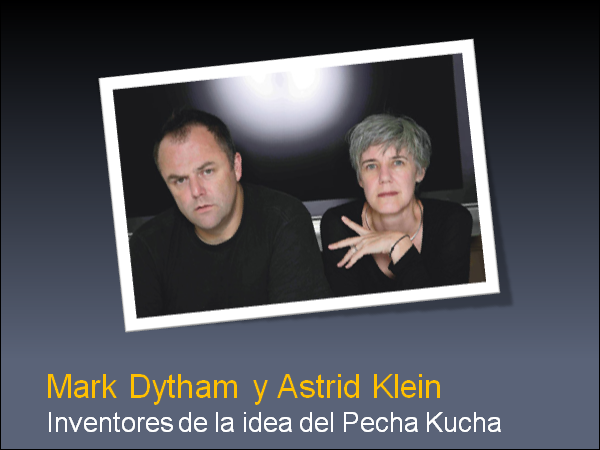 Mark Dytham y Astrid Klein
Inventores de la idea del Pecha Kucha